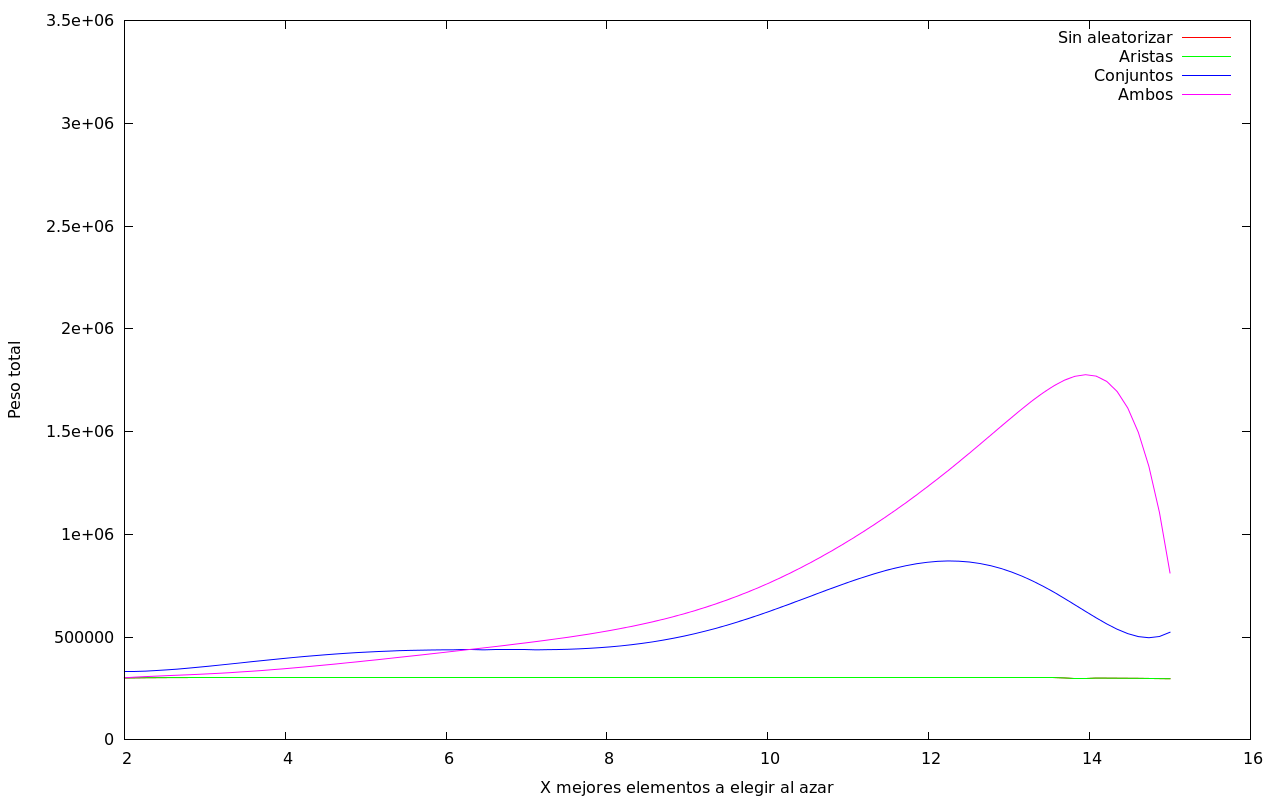 3.5e+06
3e+06
2.5e+06
2e+06
1.5e+06
1e+06
500000
0
Peso total
Sin aleatorizar
Aristas
Conjuntos
Ambos
2 4 6 8 10 12 14 16
X mejores elementos a elegir al azar